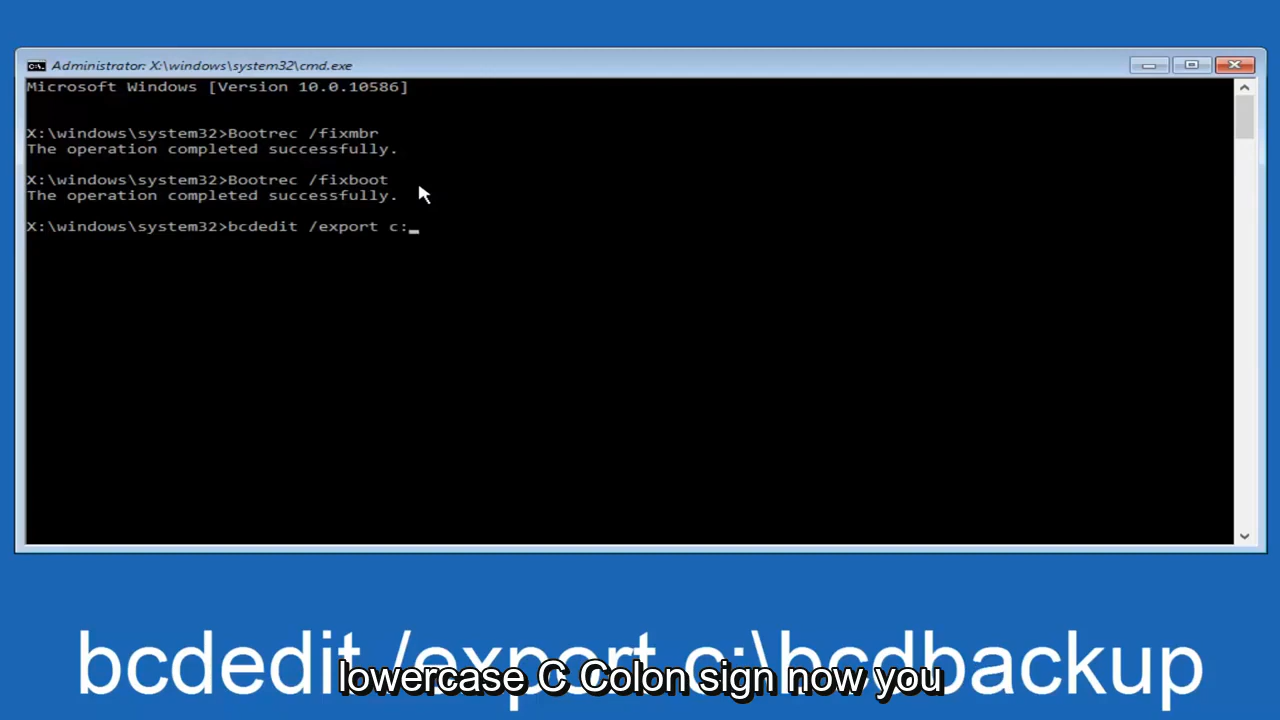 Administrator: X:\windows\system32\cmd.exe
Microsoft Windows [Version 10.0.10586]
X:\windows\system32>Bootrec /fixmbr
The operation completed successfully.
X:\windows\system32>Bootrec /fixboot
The operation completed successfully.
X:\windows\system32>bcdedit /export c:_
bcdedit /export c:\bcdbackup
lowercase C Colon sign now you